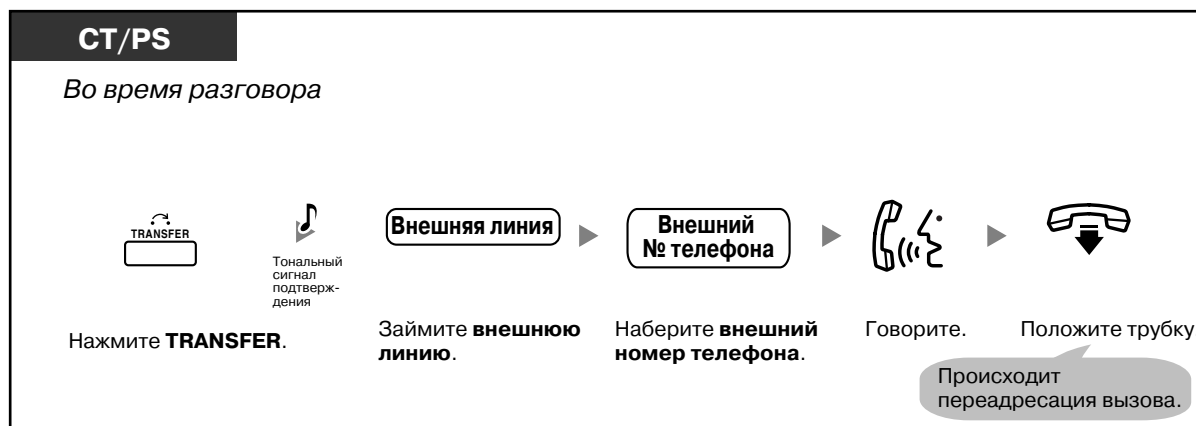 CT/PS
Во время разговора
TRANSFER
Тональный
сигнал
подтверж-
дения
Внешняя линия
Внешний
№ телефона
Нажмите TRANSFER.
Займите внешнюю
линию.
Наберите внешний
номер телефона.
Говорите.
Положите трубку.
Происходит
переадресация вызова.